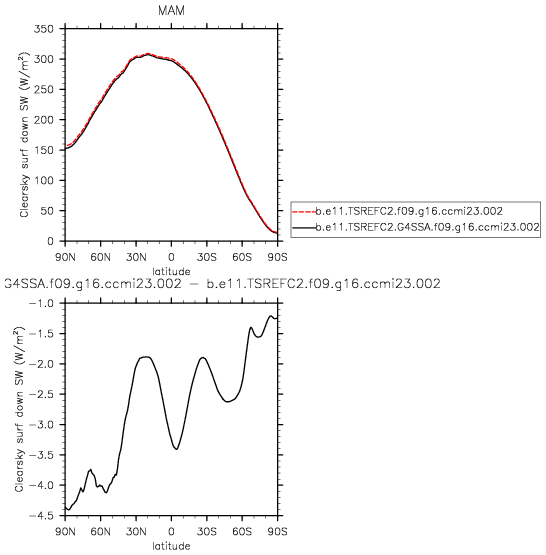 MAM
350
300
250
200
150
100
50
0
Clearsky surf down SW (W/m²)
90N 60N 30N 0 30S 60S 90S
latitude
b.e11.TSREFC2.f09.g16.ccmi23.002
b.e11.TSREFC2.G4SSA.f09.g16.ccmi23.002
G4SSA.f09.g16.ccmi23.002 − b.e11.TSREFC2.f09.g16.ccmi23.002
−1.0
−1.5
−2.0
−2.5
−3.0
−3.5
−4.0
−4.5
Clearsky surf down SW (W/m²)
90N 60N 30N 0 30S 60S 90S
latitude